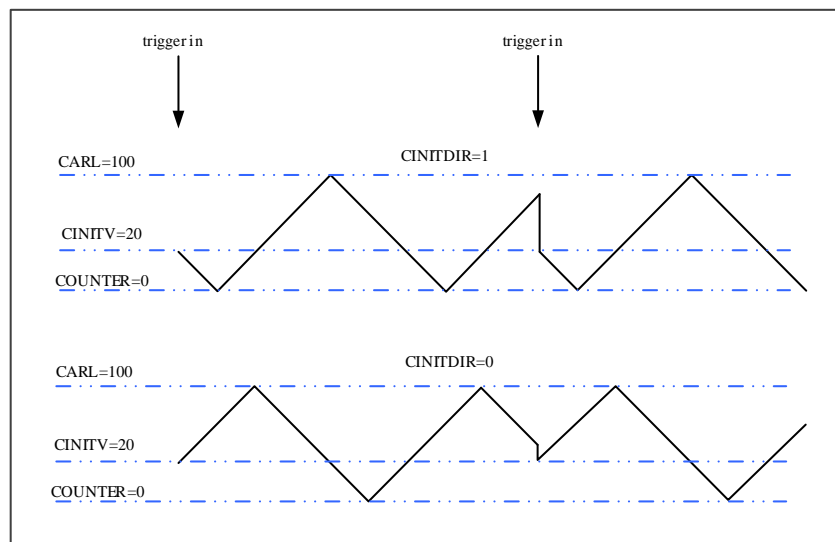 trigger in trigger in
CARL=100 CINITDIR=1
CINITV=20
COUNTER=0
CARL=100 CINITDIR=0
CINITV=20
COUNTER=0